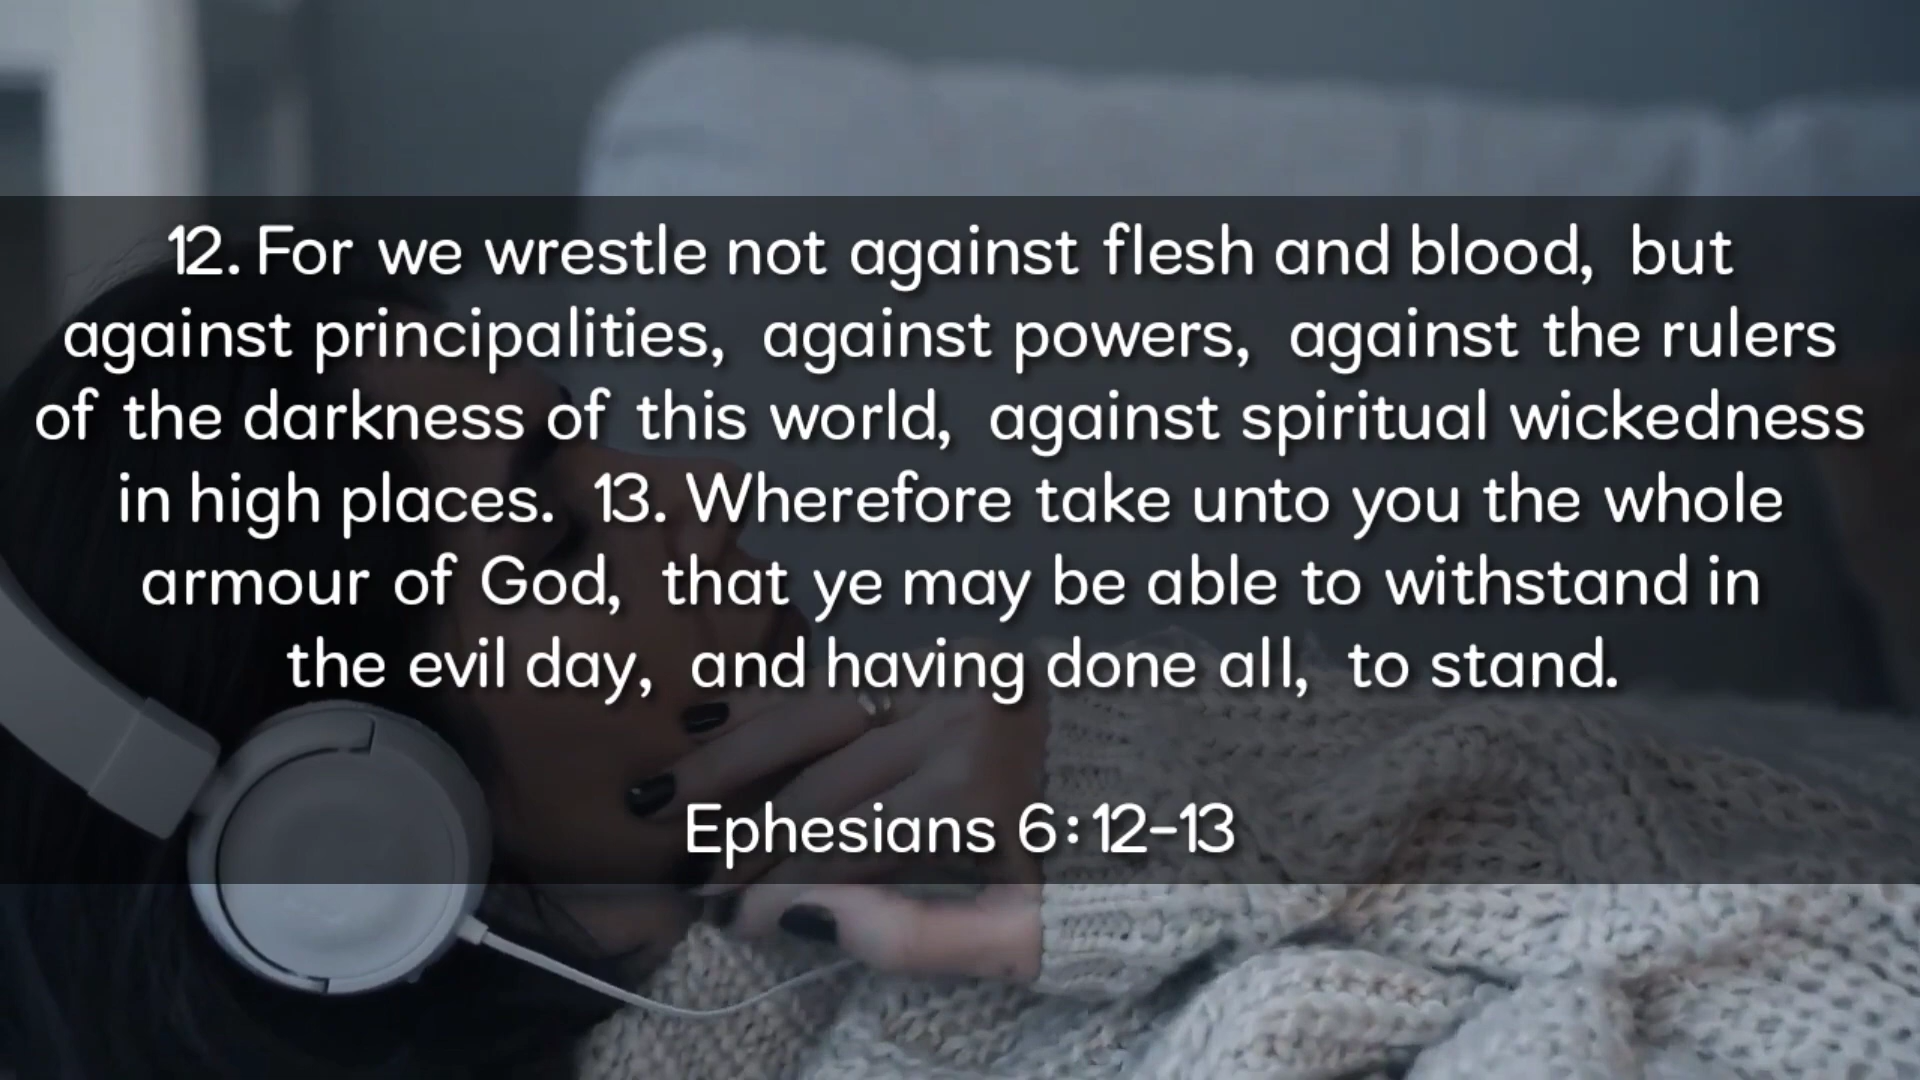 12. For we wrestle not against flesh and blood, but
against principalities, against powers, against the rulers
of the darkness of this world, against spiritual wickedness
in high places. 13. Wherefore take unto you the whole
armour of God, that ye may be able to withstand in
the evil day, and having done all, to stand.
Ephesians 6:12-13